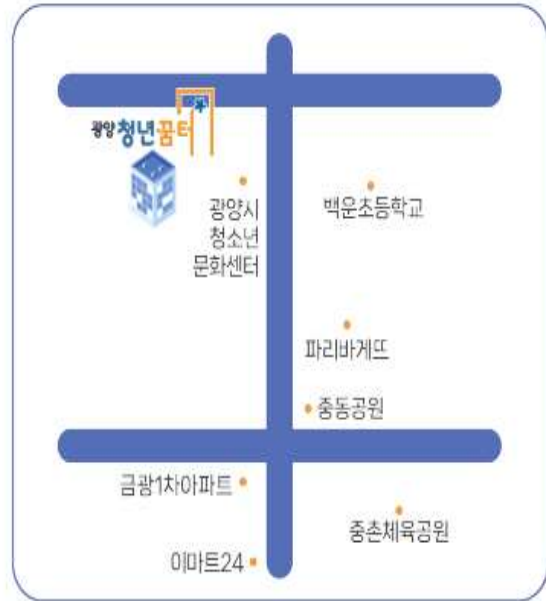 광양 청년꿈터
광양시
청소년
문화센터
백운초등학교
파리바게뜨
중동공원
금광1차아파트
중촌체육공원
이마트24